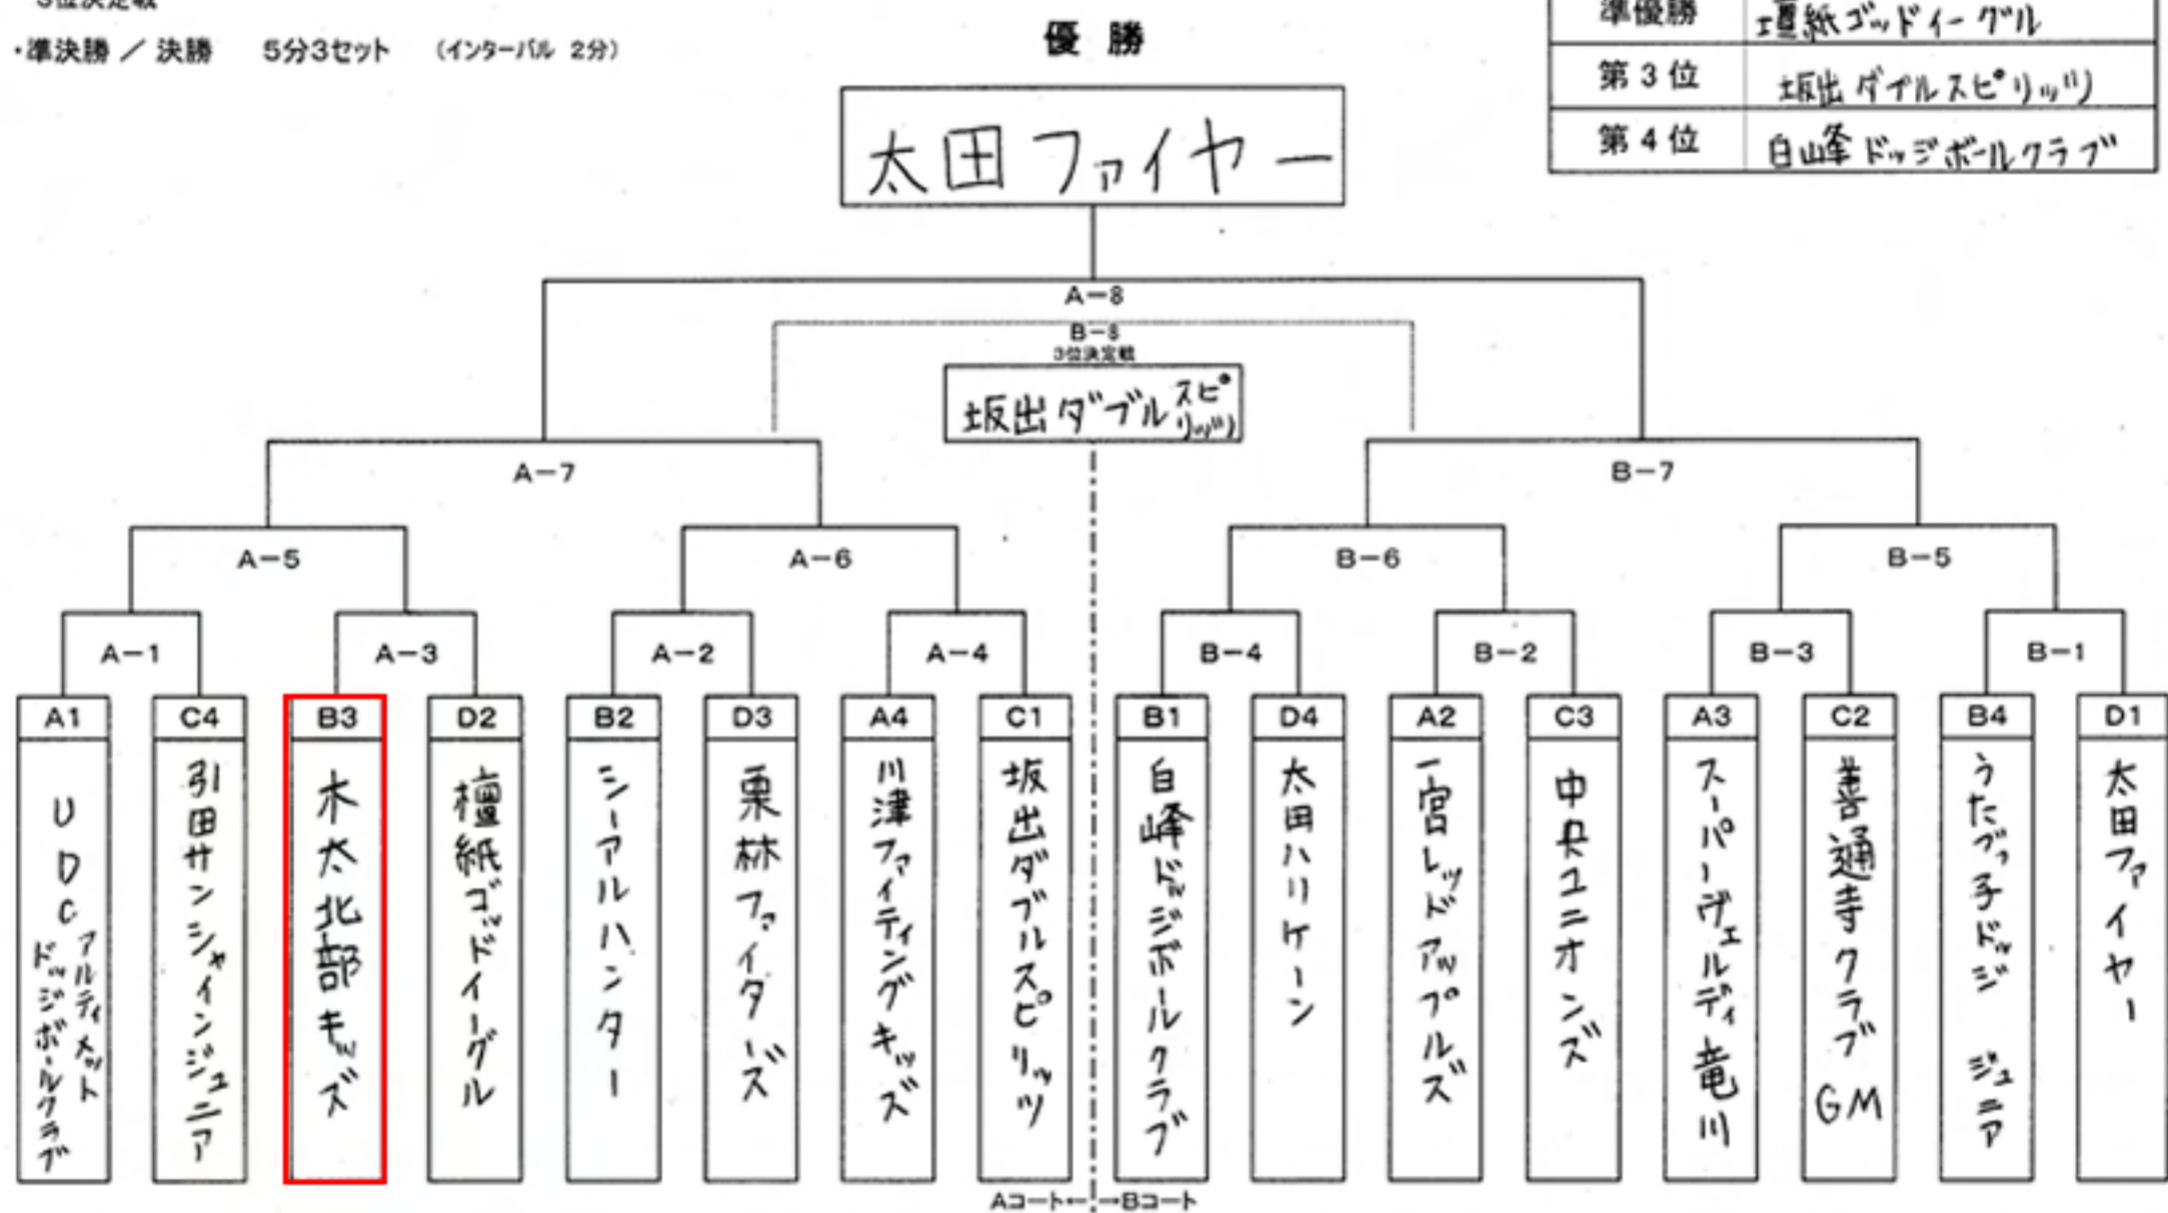 3位決定戦
・準決勝 ／ 決勝　5分3セット　（インターバル 2分）
優 勝
太田ファイヤー
準優勝 壇紙ゴッドイーグル
第 3 位 坂出ダブルスピリッツ
第 4 位 白峰ドッジボールクラブ
A－8
B－8
3位決定戦
坂出ダブルスピリッツ
A－7
B－7
A－5
A－6
B－6
B－5
A－1
A－3
A－2
A－4
B－4
B－2
B－3
B－1
A1
UDC アルティメットドッジボールクラブ
C4
引田サンシャインジュニア
B3
木太北部キッズ
D2
檀紙ゴッドイーグル
B2
シーアルハンター
D3
栗林ファイターズ
A4
川津ファイティングキッズ
C1
坂出ダブルスピリッツ
B1
白峰ドッジボールクラブ
D4
太田ハリケーン
A2
一宮レッドアップルズ
C3
中央ユニオンズ
A3
スーパーヴェルディ竜川
C2
善通寺クラブGM
B4
うたづっ子ドッジ ジュニア
D1
太田ファイヤー
Aコート← →Bコート